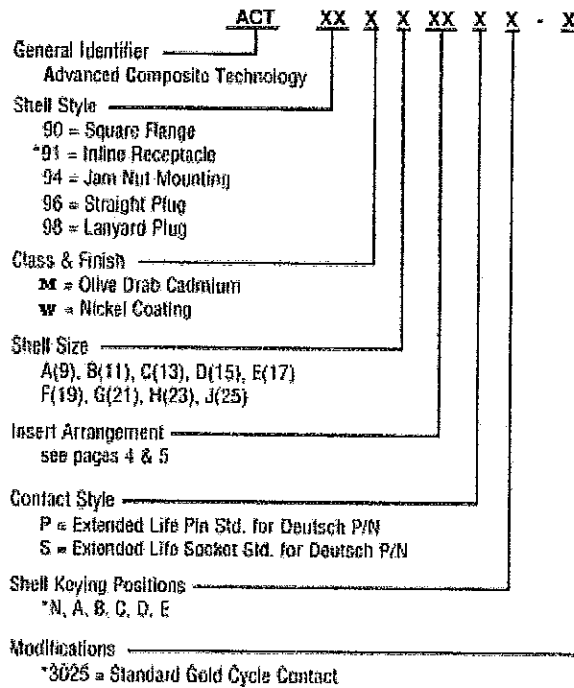 ACT XX X X XX X X - X
General Identifier
Advanced Composite Technology
Shell Style
90 = Square Flange
*91 = Inline Receptacle
94 = Jam Nut Mounting
96 = Straight Plug
98 = Lanyard Plug
Class & Finish
M = Olive Drab Cadmium
W = Nickel Coating
Shell Size
A(9), B(11), C(13), D(15), E(17)
F(19), G(21), H(23), J(25)
Insert Arrangement
see pages 4 & 5
Contact Style
P = Extended Life Pin Std. for Deutsch P/N
S = Extended Life Socket Std. for Deutsch P/N
Shell Keying Positions
*N, A, B, C, D, E
Modifications
*3025 = Standard Gold Cycle Contact